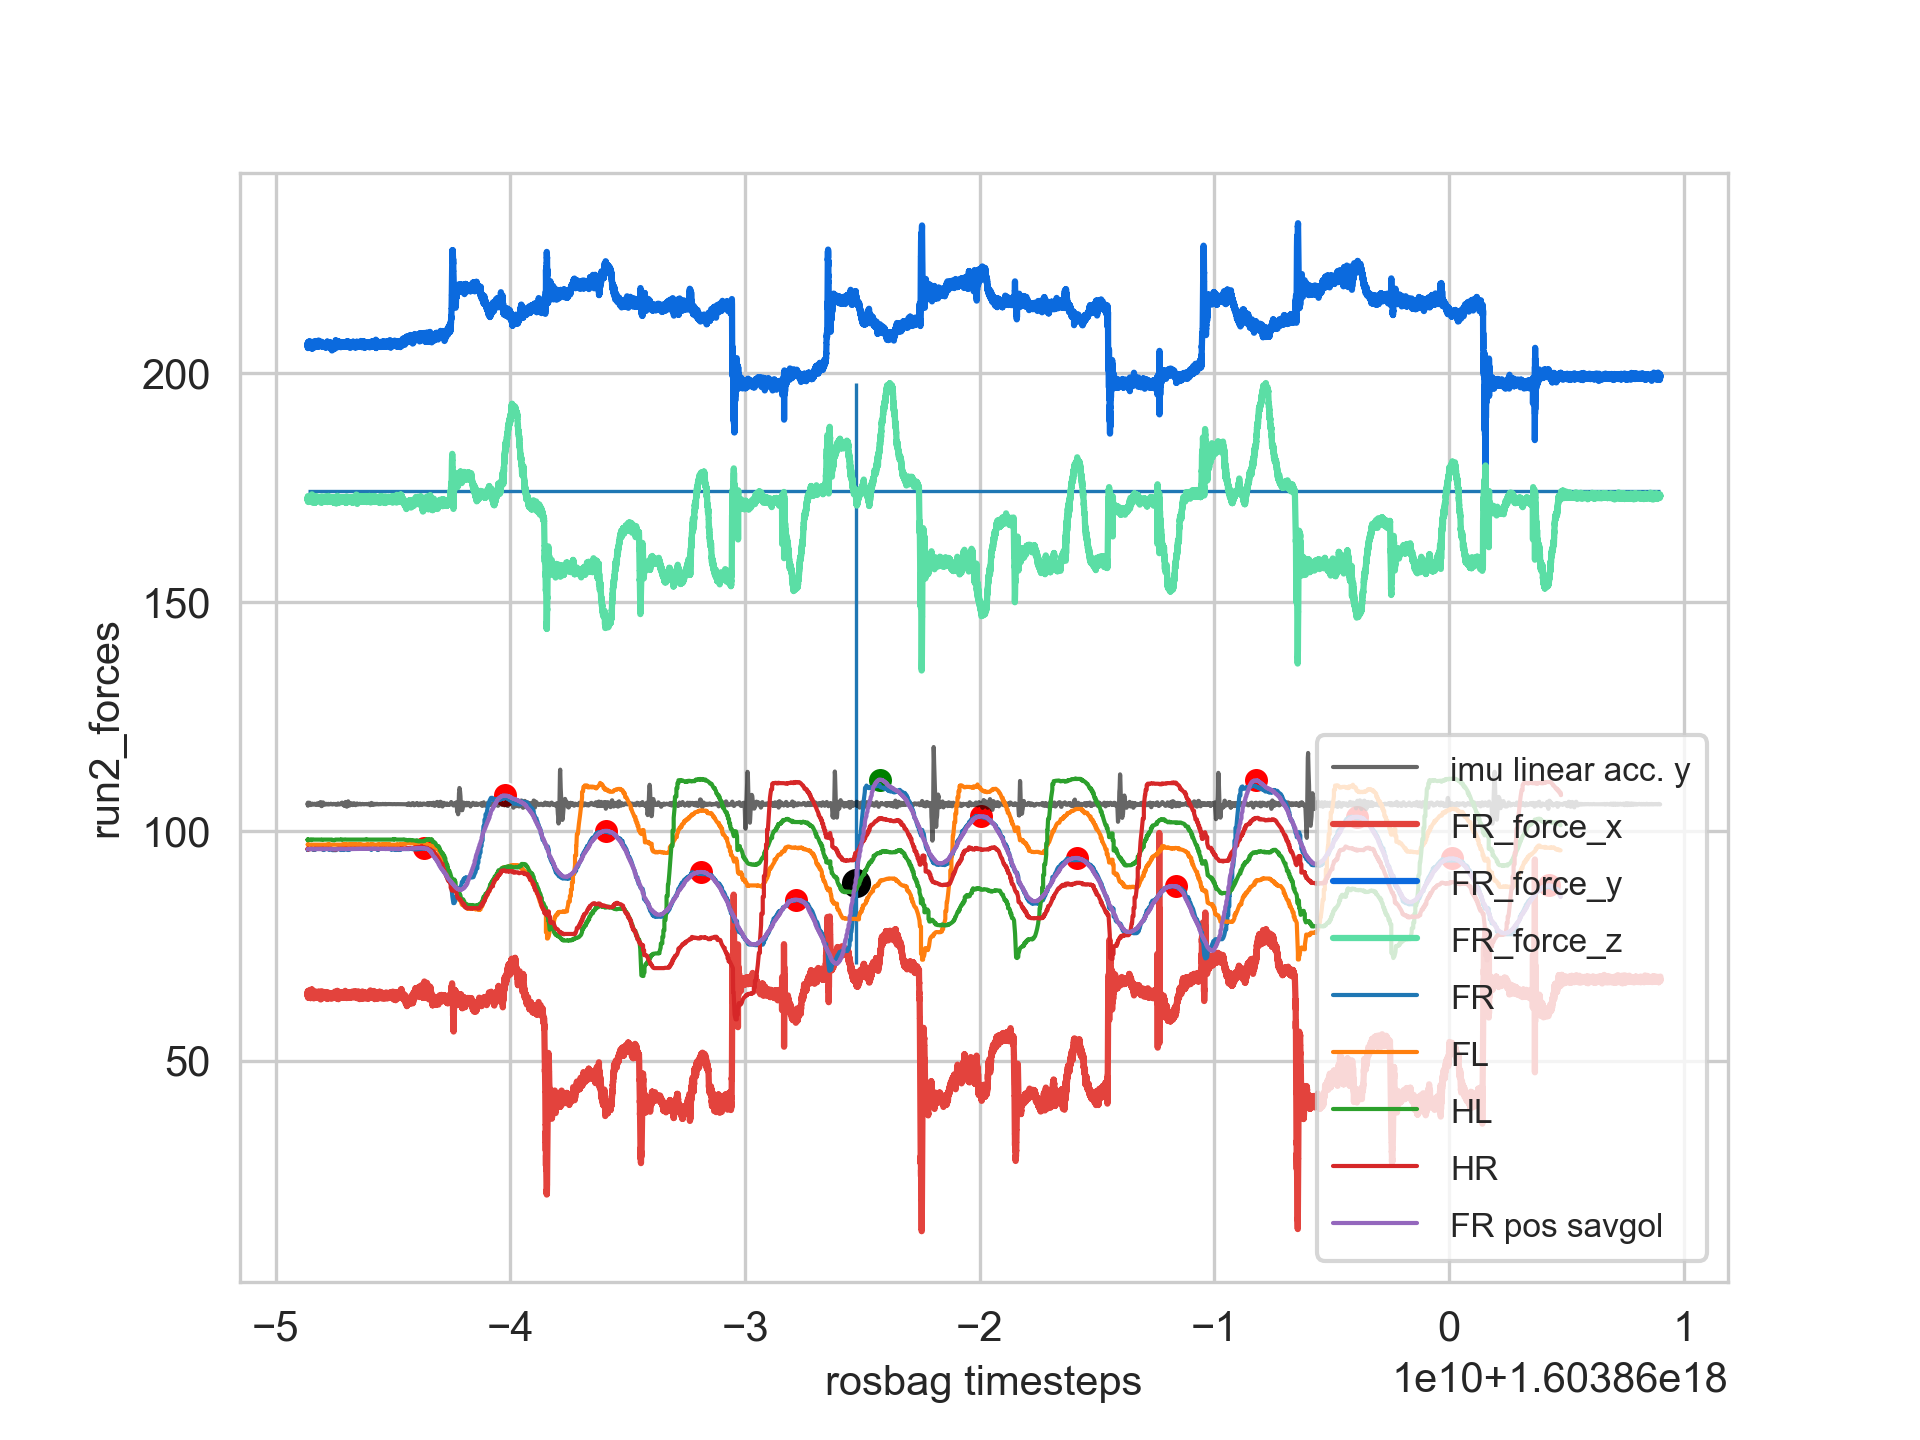 200
150
100
50
run2_forces
imu linear acc. y
FR_force_x
FR_force_y
FR_force_z
FR
FL
HL
HR
FR pos savgol
−5 −4 −3 −2 −1 0 1
rosbag timesteps
1e10+1.60386e18